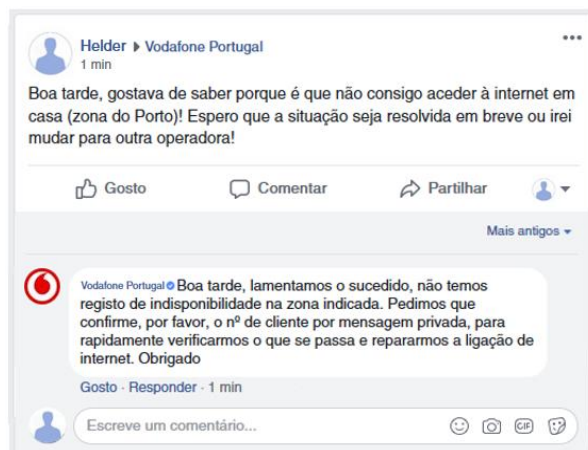 Helder ▶ Vodafone Portugal
1 min
Boa tarde, gostava de saber porque é que não consigo aceder à internet em
casa (zona do Porto)! Espero que a situação seja resolvida em breve ou irei
mudar para outra operadora!
Gosto Comentar Partilhar
Mais antigos
Vodafone Portugal Boa tarde, lamentamos o sucedido, não temos
registo de indisponibilidade na zona indicada. Pedimos que
confirme, por favor, o nº de cliente por mensagem privada, para
rapidamente verificarmos o que se passa e repararmos a ligação de
internet. Obrigado
Gosto · Responder · 1 min
Escreve um comentário... GIF